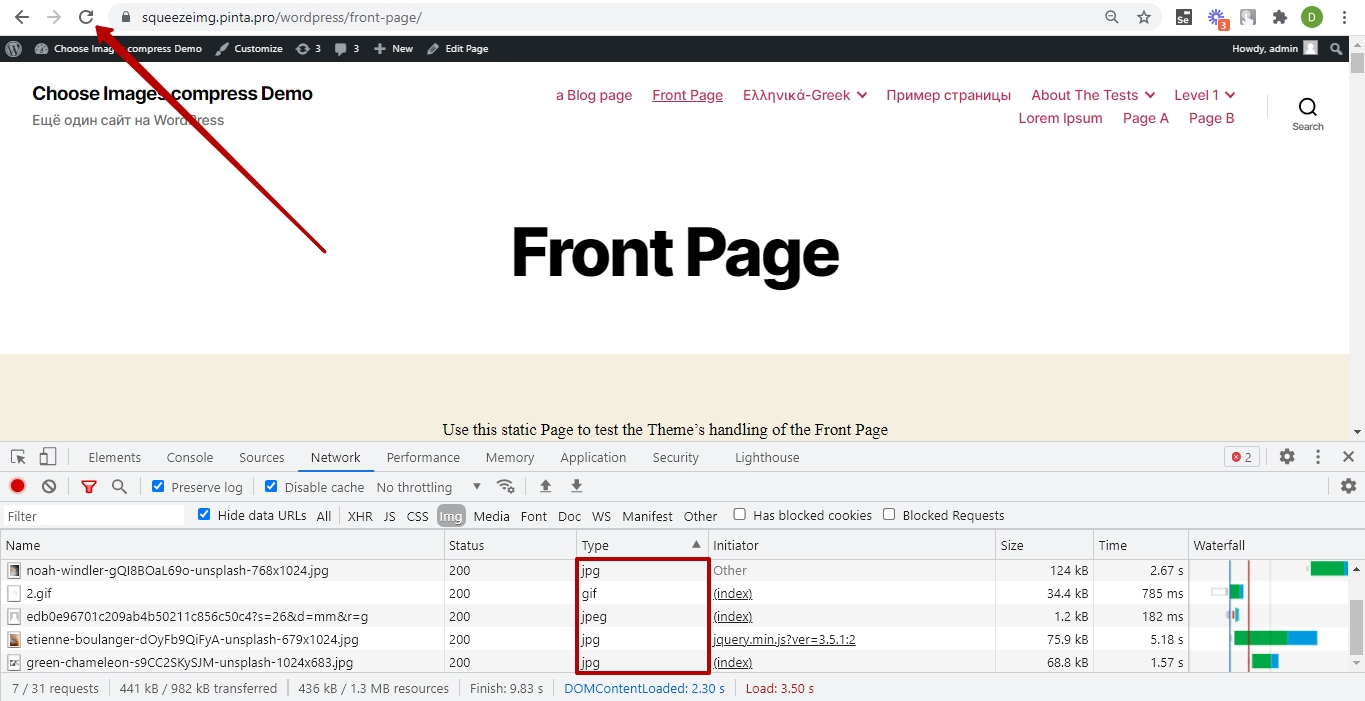 squeezeimg.pinta.pro/wordpress/front-page/
Se
3
D
Choose Images compress Demo Customize 3 3 New Edit Page Howdy, admin
Choose Images compress Demo
Ещё один сайт на WordPress
a Blog page Front Page Ελληνικά-Greek Пример страницы About The Tests Level 1
Lorem Ipsum Page A Page B
Search
Front Page
Use this static Page to test the Theme's handling of the Front Page
Elements Console Sources Network Performance Memory Application Security Lighthouse 2
Preserve log Disable cache No throttling
Filter Hide data URLs All XHR JS CSS Img Media Font Doc WS Manifest Other Has blocked cookies Blocked Requests
Name Status Type Initiator Size Time Waterfall
noah-windler-gQI8BOaL69o-unsplash-768x1024.jpg 200 jpg Other 124 kB 2.67 s
2.gif 200 gif (index) 34.4 kB 785 ms
edb0e96701c209ab4b50211c856c50c4?s=26&d=mm&r=g 200 jpeg (index) 1.2 kB 182 ms
etienne-boulanger-dOyFb9QiFyA-unsplash-679x1024.jpg 200 jpg jquery.min.js?ver=3.5.1:2 75.9 kB 5.18 s
green-chameleon-s9CC2SKySJM-unsplash-1024x683.jpg 200 jpg (index) 68.8 kB 1.57 s
7 / 31 requests 441 kB / 982 kB transferred 436 kB / 1.3 MB resources Finish: 9.83 s DOMContentLoaded: 2.30 s Load: 3.50 s